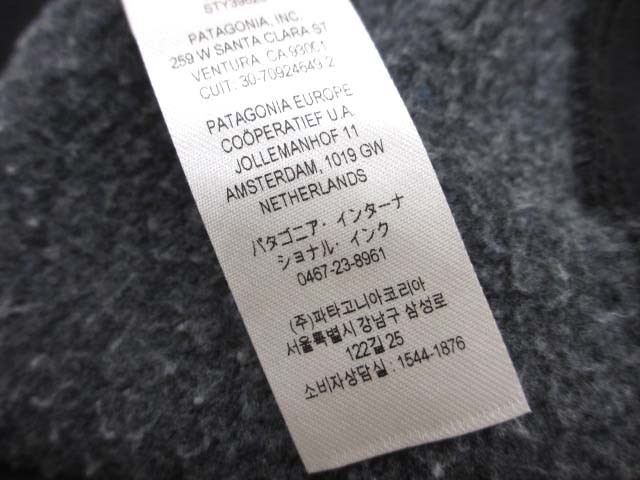 PATAGONIA, INC.
259 W SANTA CLARA ST
VENTURA CA 93001
CUIT: 30-70924649 2
PATAGONIA EUROPE
COÖPERATIEF U.A
JOLLEMANHOF 11
AMSTERDAM, 1019 GW
NETHERLANDS
パタゴニア・インターナ
ショナル・インク
0467-23-8961
(주)파타고니아코리아
서울특별시 강남구 삼성로
122길 25
소비자상담실 : 1544-1876